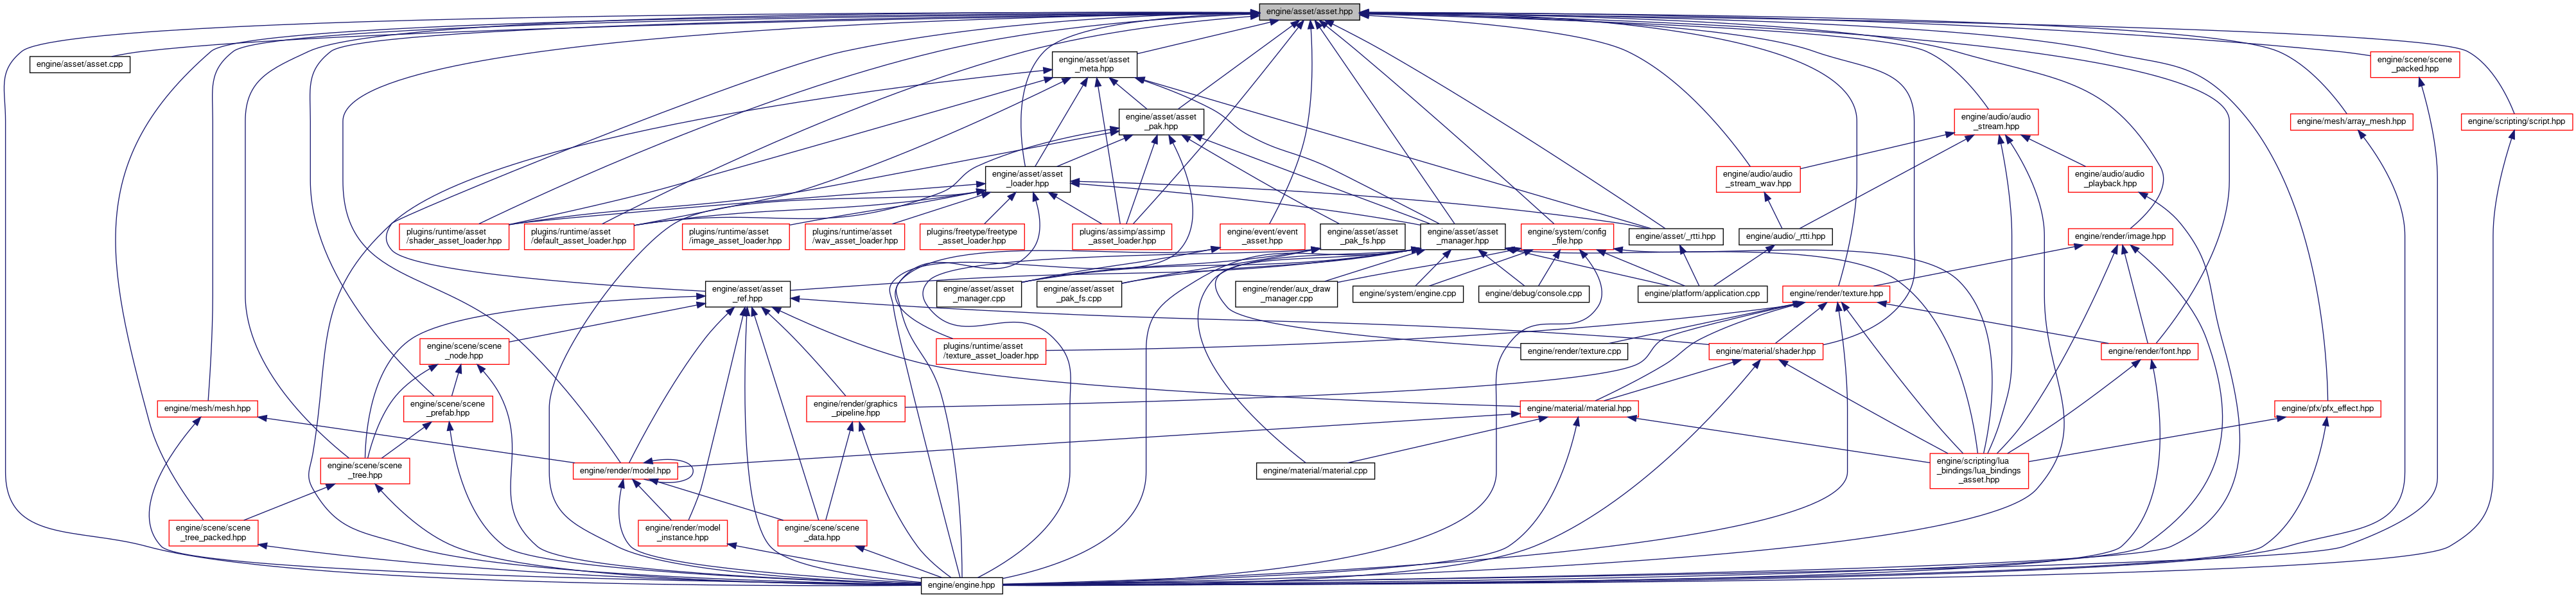 engine/asset/asset.hpp
engine/asset/asset.cpp
engine/asset/asset
_meta.hpp
engine/scene/scene
_packed.hpp
engine/asset/asset
_pak.hpp
engine/audio/audio
_stream.hpp
engine/mesh/array_mesh.hpp
engine/scripting/script.hpp
engine/asset/asset
_loader.hpp
engine/audio/audio
_stream_wav.hpp
engine/audio/audio
_playback.hpp
plugins/runtime/asset
/shader_asset_loader.hpp
plugins/runtime/asset
/default_asset_loader.hpp
plugins/runtime/asset
/image_asset_loader.hpp
plugins/runtime/asset
/wav_asset_loader.hpp
plugins/freetype/freetype
_asset_loader.hpp
plugins/assimp/assimp
_asset_loader.hpp
engine/event/event
_asset.hpp
engine/asset/asset
_pak_fs.hpp
engine/asset/asset
_manager.hpp
engine/system/config
_file.hpp
engine/asset/_rtti.hpp
engine/audio/_rtti.hpp
engine/render/image.hpp
engine/asset/asset
_ref.hpp
engine/asset/asset
_manager.cpp
engine/asset/asset
_pak_fs.cpp
engine/render/aux_draw
_manager.cpp
engine/system/engine.cpp
engine/debug/console.cpp
engine/platform/application.cpp
engine/render/texture.hpp
engine/scene/scene
_node.hpp
plugins/runtime/asset
/texture_asset_loader.hpp
engine/render/texture.cpp
engine/material/shader.hpp
engine/render/font.hpp
engine/mesh/mesh.hpp
engine/scene/scene
_prefab.hpp
engine/render/graphics
_pipeline.hpp
engine/material/material.hpp
engine/pfx/pfx_effect.hpp
engine/scene/scene
_tree.hpp
engine/render/model.hpp
engine/material/material.cpp
engine/scripting/lua
_bindings/lua_bindings
_asset.hpp
engine/scene/scene
_tree_packed.hpp
engine/render/model
_instance.hpp
engine/scene/scene
_data.hpp
engine/engine.hpp